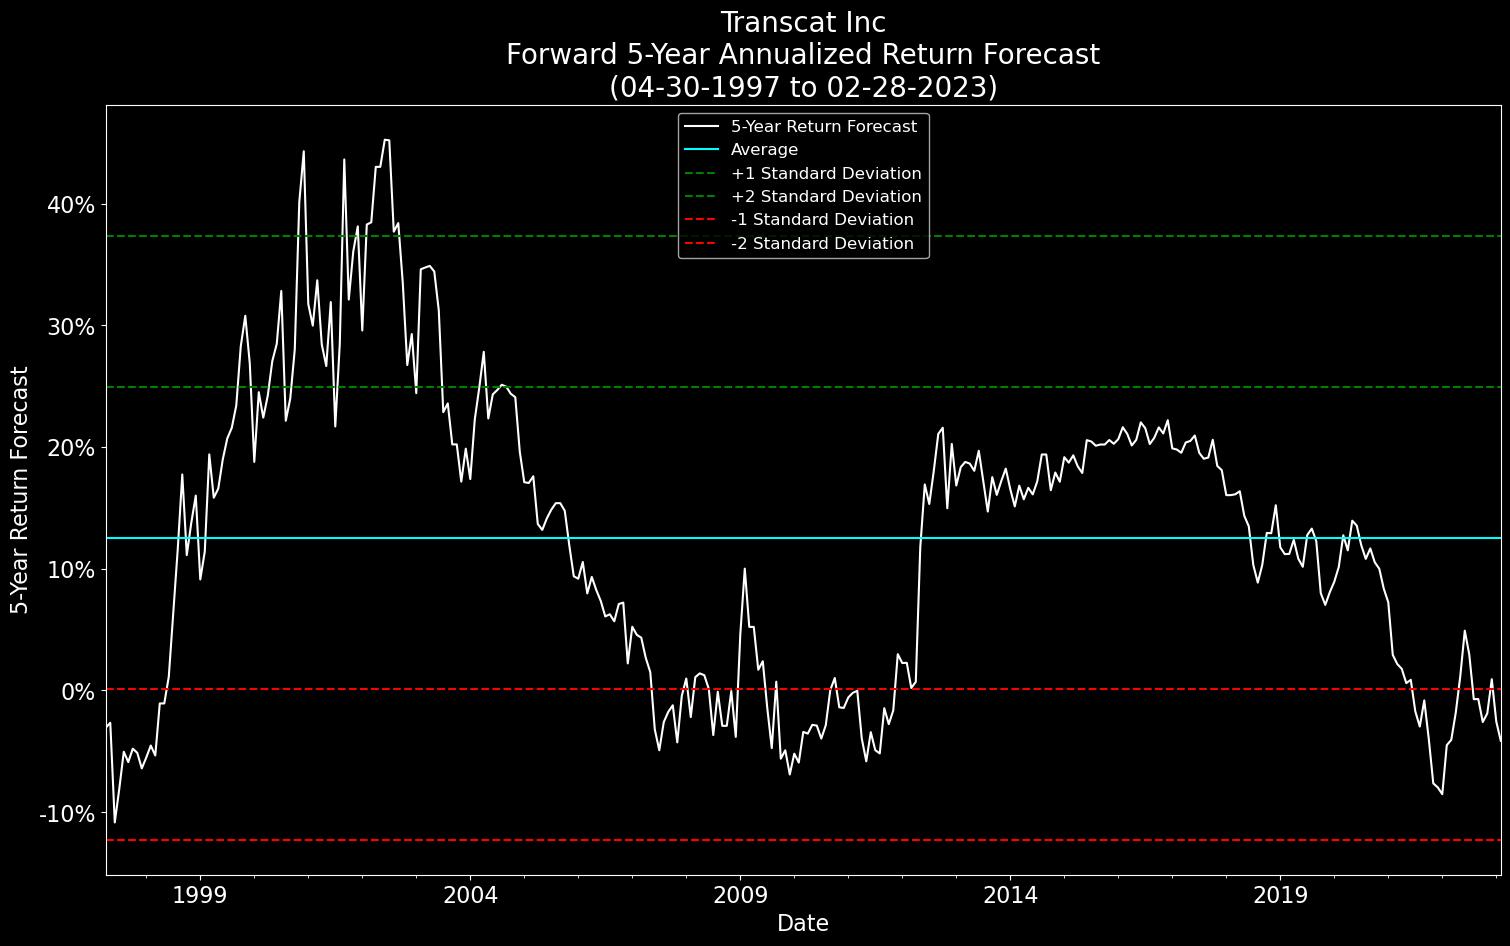 Transcat Inc
Forward 5-Year Annualized Return Forecast
(04-30-1997 to 02-28-2023)
5-Year Return Forecast
Average
+1 Standard Deviation
+2 Standard Deviation
-1 Standard Deviation
-2 Standard Deviation
40%
30%
20%
10%
0%
-10%
5-Year Return Forecast
1999
2004
2009
2014
2019
Date